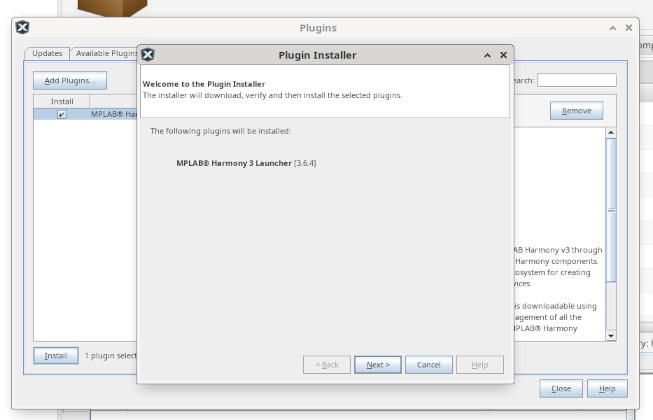 Plugins
Updates
Available Plugins
Add Plugins...
Search:
Install
MPLAB® Har
Remove
Plugin Installer
Welcome to the Plugin Installer
The installer will download, verify and then install the selected plugins.
The following plugins will be installed:
MPLAB® Harmony 3 Launcher [3.6.4]
AB Harmony v3 through
Harmony components.
cosystem for creating
vices.
is downloadable using
agement of all the
MPLAB® Harmony
< Back
Next >
Cancel
Help
Install
1 plugin select
Close
Help